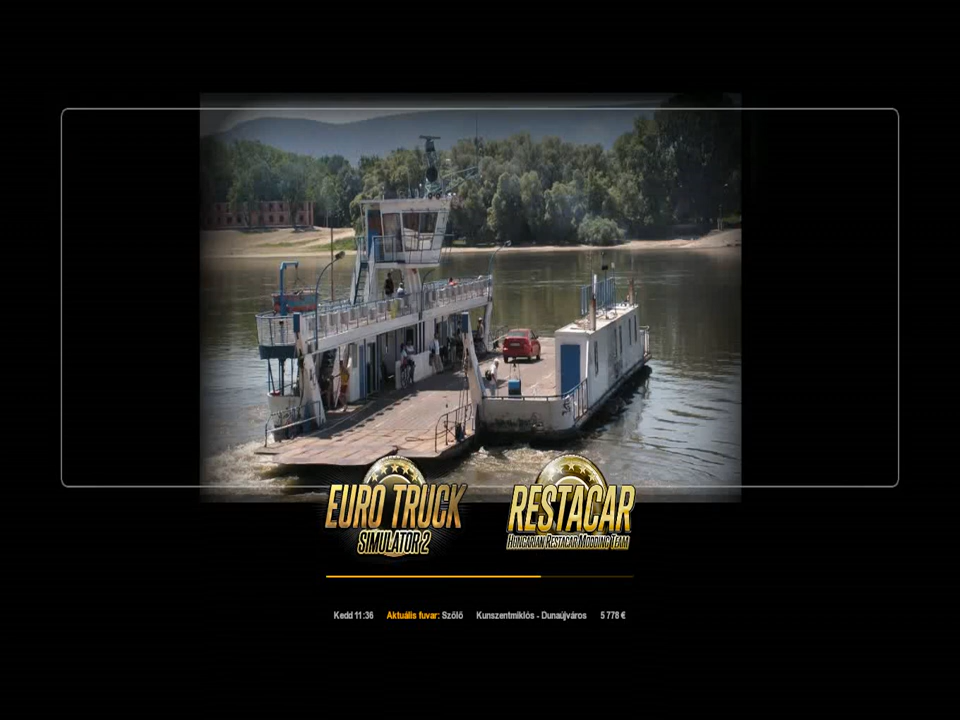 EURO TRUCK
SIMULATOR 2
RESTACAR
HUNGARIAN RESTACAR MODDING TEAM
Kedd 11:36 Aktuális fuvar: Szőlő Kunszentmiklós - Dunaújváros 5 778 €